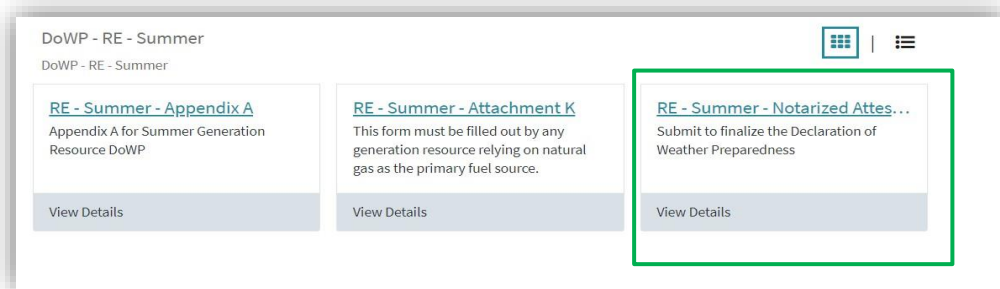 DoWP - RE - Summer
DoWP - RE - Summer
RE - Summer - Appendix A
Appendix A for Summer Generation
Resource DoWP
View Details
RE - Summer - Attachment K
This form must be filled out by any
generation resource relying on natural
gas as the primary fuel source.
View Details
RE - Summer - Notarized Attes...
Submit to finalize the Declaration of
Weather Preparedness
View Details